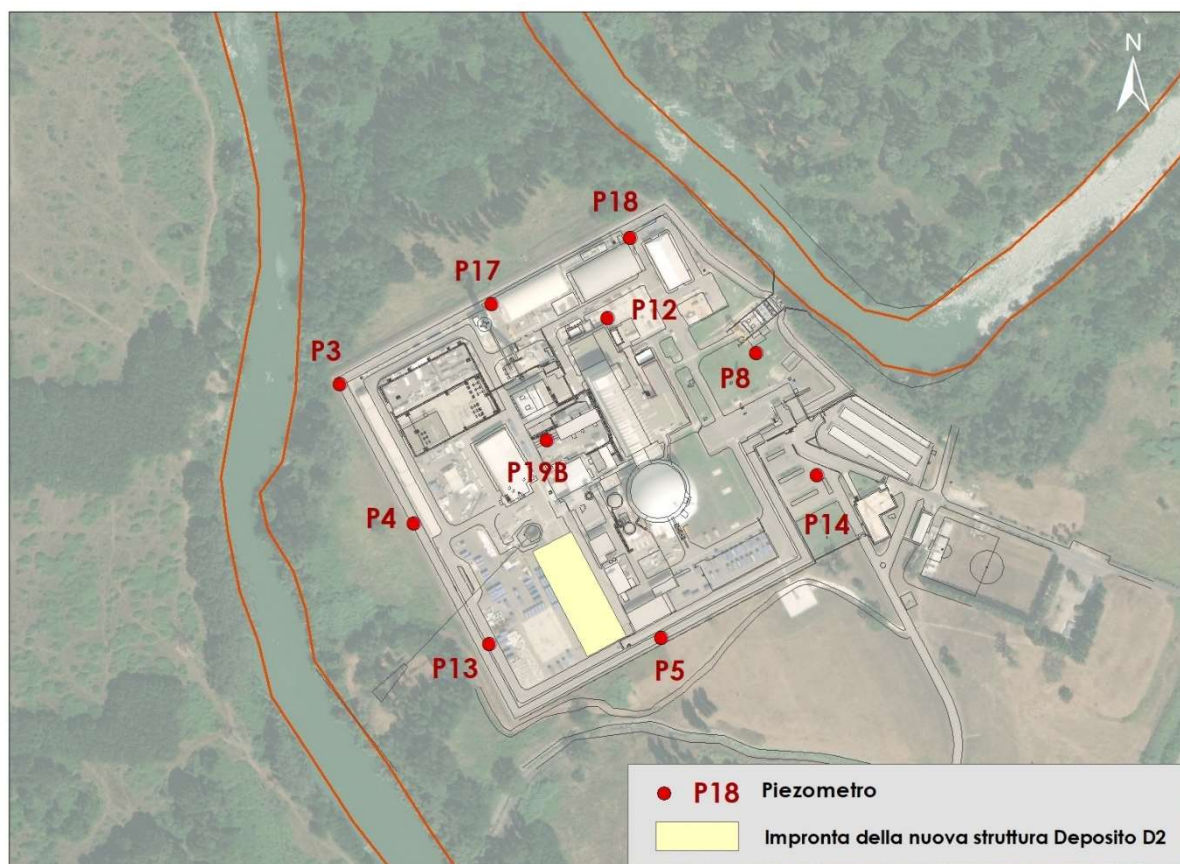 N
P18
P17
P12
P3
P8
P19B
P14
P4
P13
P5
P18 Piezometro
Impronta della nuova struttura Deposito D2